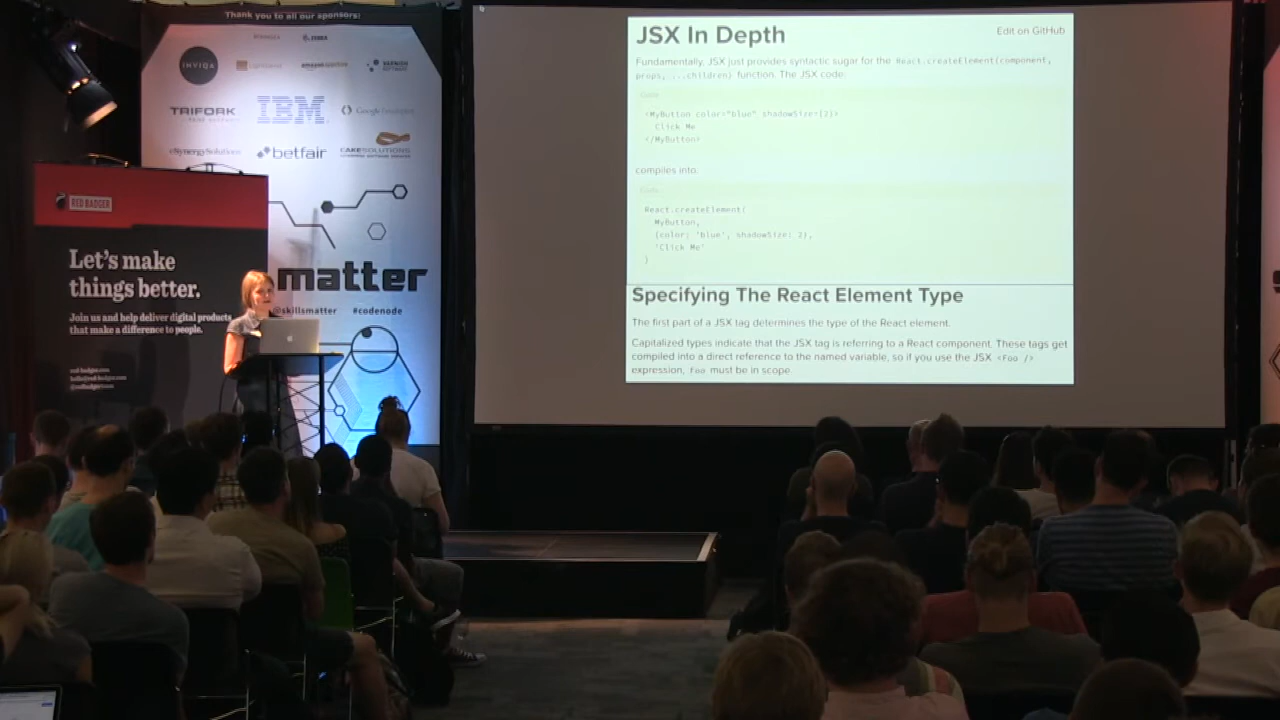 Thank you to all our sponsors!
INVIQA
TRIFORK
IBM
Google
eSynergySolutions
betfair
CAKESOLUTIONS
matter
@skillsmatter #codenode
RED BADGER
Let's make
things better.
Join us and help deliver digital products
that make a difference to people.
JSX In Depth
Edit on GitHub
Fundamentally, JSX just provides syntactic sugar for the React.createElement(component,
props, ...children) function. The JSX code:
Code
<MyButton color="blue" shadowSize={2}>
Click Me
</MyButton>
compiles into:
Code
React.createElement(
MyButton,
{color: 'blue', shadowSize: 2},
'Click Me'
)
Specifying The React Element Type
The first part of a JSX tag determines the type of the React element.
Capitalized types indicate that the JSX tag is referring to a React component. These tags get
compiled into a direct reference to the named variable, so if you use the JSX <Foo />
expression, Foo must be in scope.